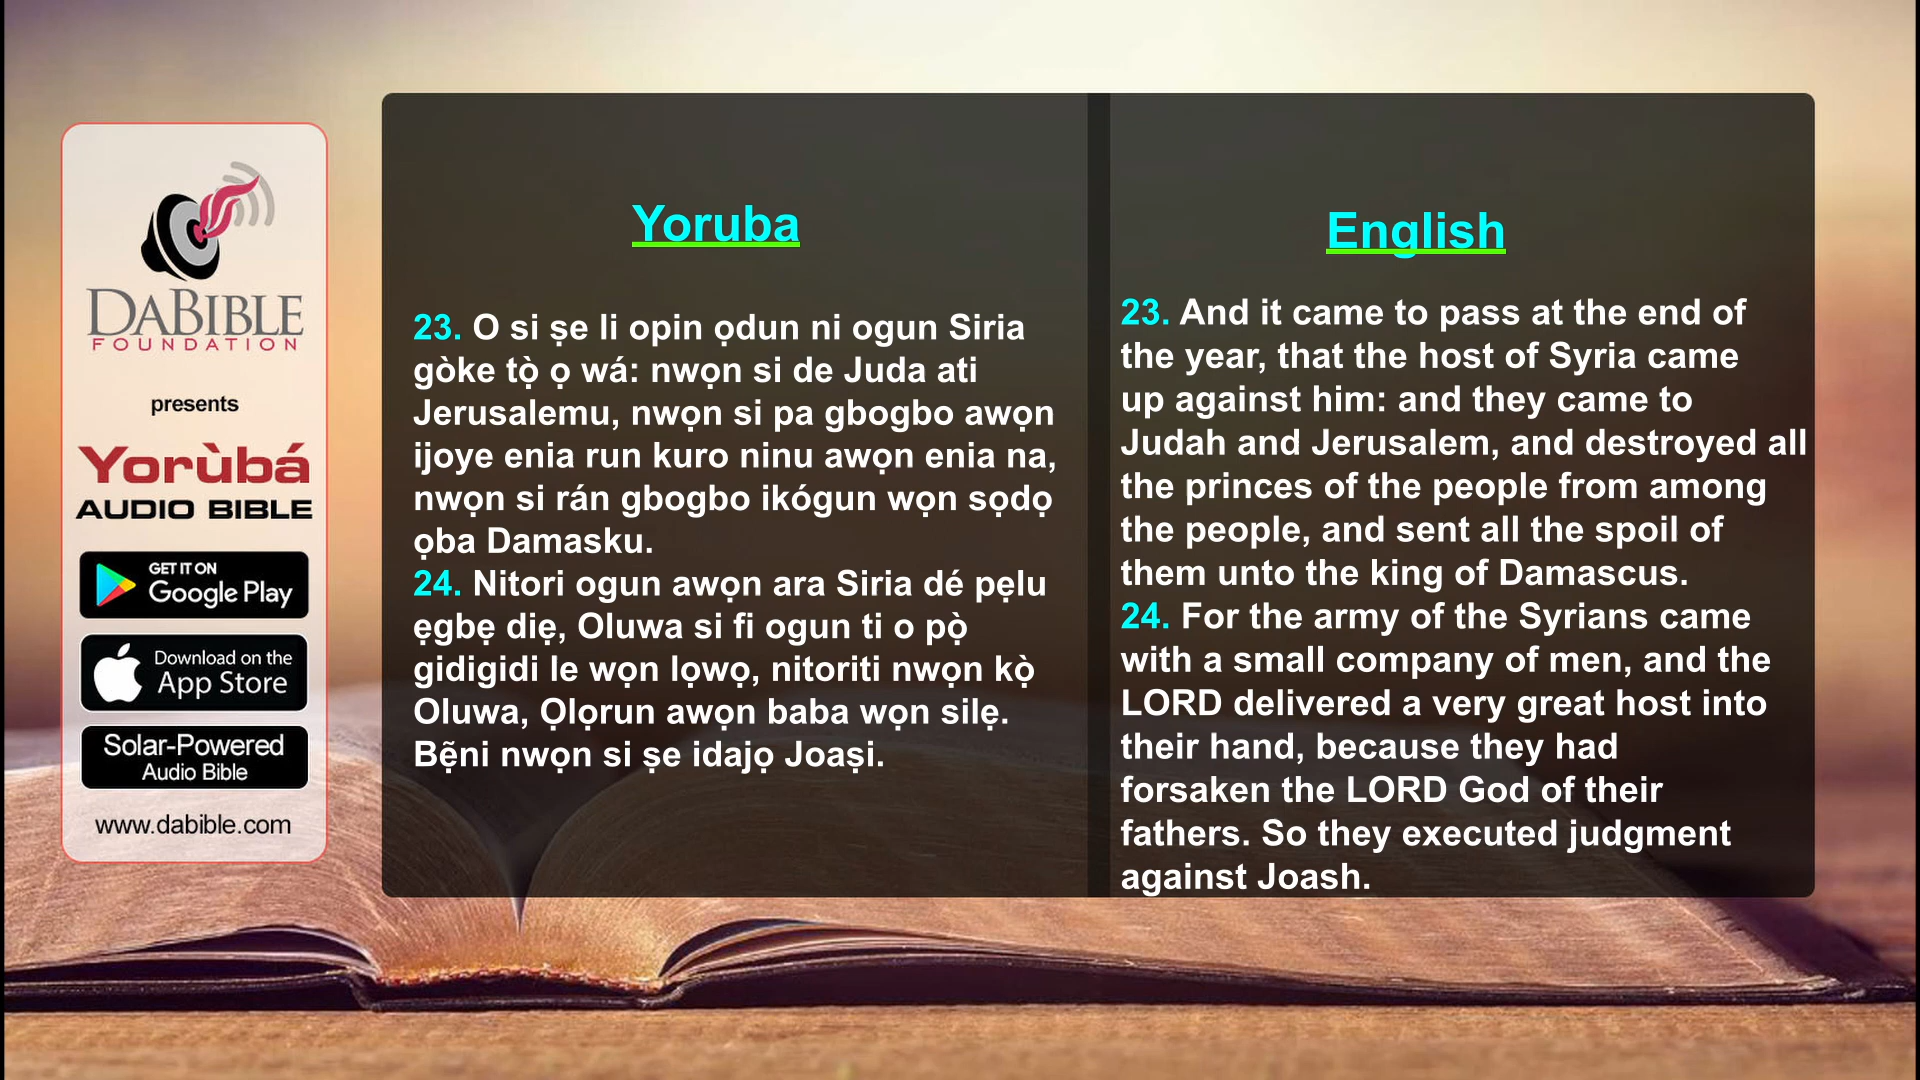 DABIBLE
FOUNDATION
presents
Yorùbá
AUDIO BIBLE
GET IT ON
Google Play
Download on the
App Store
Solar-Powered
Audio Bible
www.dabible.com
Yoruba
23. O si ṣe li opin ọdun ni ogun Siria
gòke tọ̀ ọ wá: nwọn si de Juda ati
Jerusalemu, nwọn si pa gbogbo awọn
ijoye enia run kuro ninu awọn enia na,
nwọn si rán gbogbo ikógun wọn sọdọ
ọba Damasku.
24. Nitori ogun awọn ara Siria dé pẹlu
ẹgbẹ diẹ, Oluwa si fi ogun ti o pọ̀
gidigidi le wọn lọwọ, nitoriti nwọn kọ̀
Oluwa, Ọlọrun awọn baba wọn silẹ.
Bẹ̃ni nwọn si ṣe idajọ Joaṣi.
English
23. And it came to pass at the end of
the year, that the host of Syria came
up against him: and they came to
Judah and Jerusalem, and destroyed all
the princes of the people from among
the people, and sent all the spoil of
them unto the king of Damascus.
24. For the army of the Syrians came
with a small company of men, and the
LORD delivered a very great host into
their hand, because they had
forsaken the LORD God of their
fathers. So they executed judgment
against Joash.